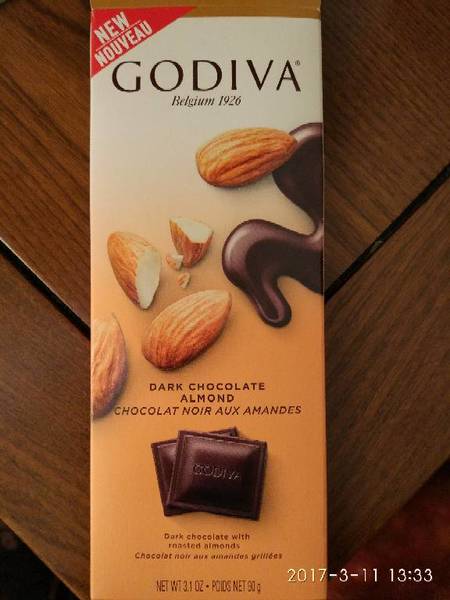 NEW
NOUVEAU
GODIVA®
Belgium 1926
DARK CHOCOLATE
ALMOND
CHOCOLAT NOIR AUX AMANDES
GODIVA
Dark chocolate with
roasted almonds
Chocolat noir aux amandes grillées
NET WT 3.1 OZ • POIDS NET 90 g
2017-3-11 13:33